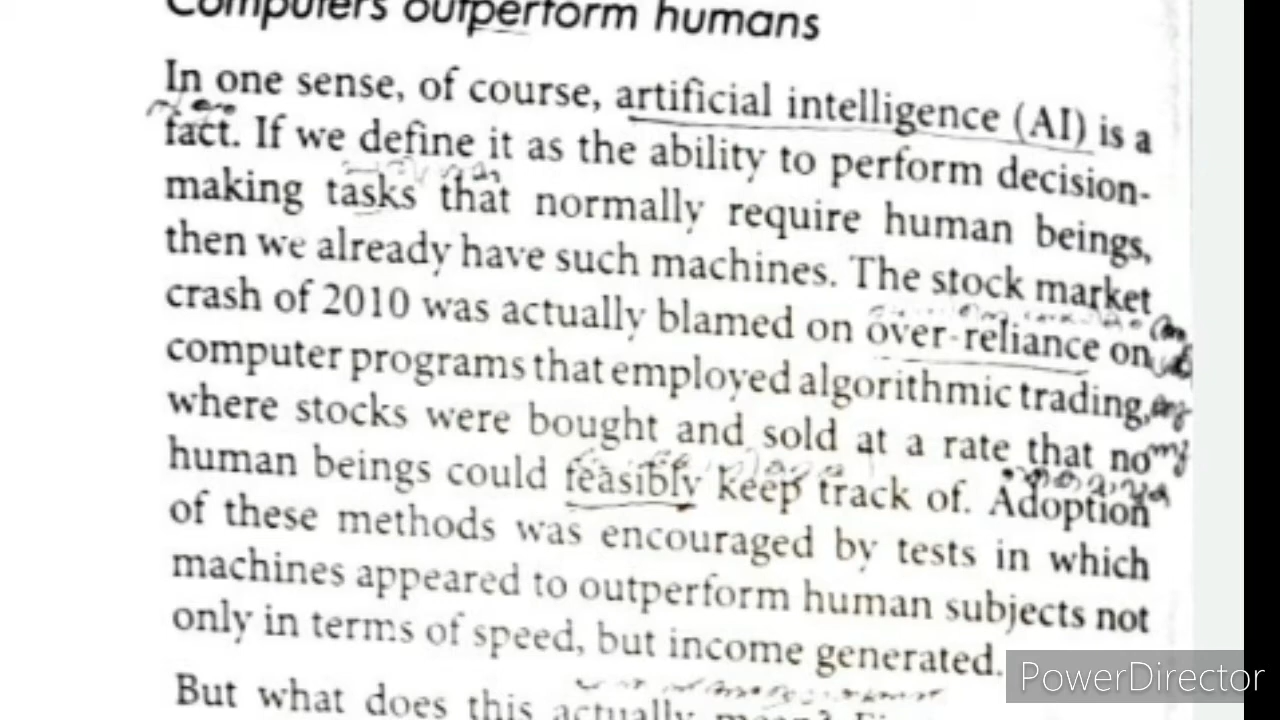 Computers outperform humans
In one sense, of course, artificial intelligence (AI) is a
fact. If we define it as the ability to perform decision-
making tasks that normally require human beings,
then we already have such machines. The stock market
crash of 2010 was actually blamed on over-reliance on
computer programs that employed algorithmic trading,
where stocks were bought and sold at a rate that no
human beings could feasibly keep track of. Adoption
of these methods was encouraged by tests in which
machines appeared to outperform human subjects not
only in terms of speed, but income generated.
But what does this actually mean?
PowerDirector